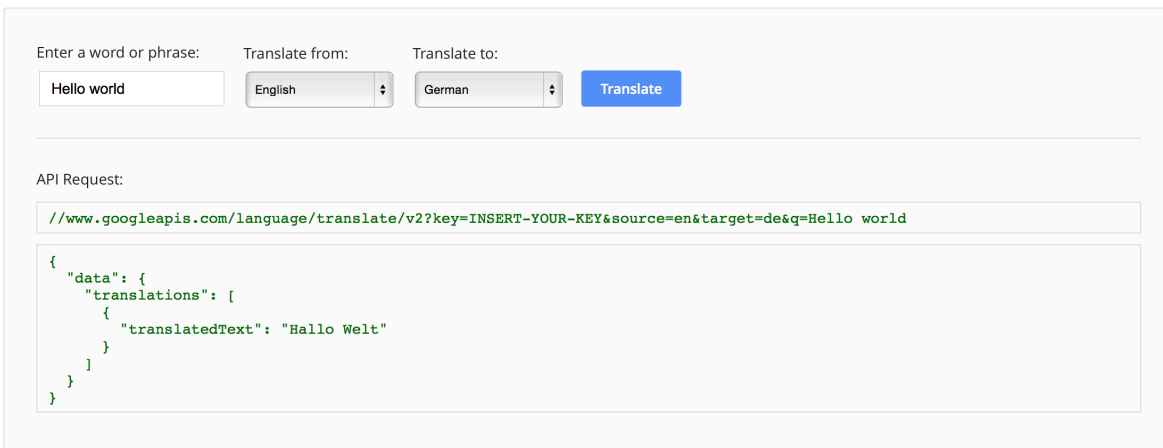 Enter a word or phrase: Translate from: Translate to:
Hello world English German Translate
API Request:
//www.googleapis.com/language/translate/v2?key=INSERT-YOUR-KEY&source=en&target=de&q=Hello world
{
  "data": {
    "translations": [
      {
        "translatedText": "Hallo Welt"
      }
    ]
  }
}